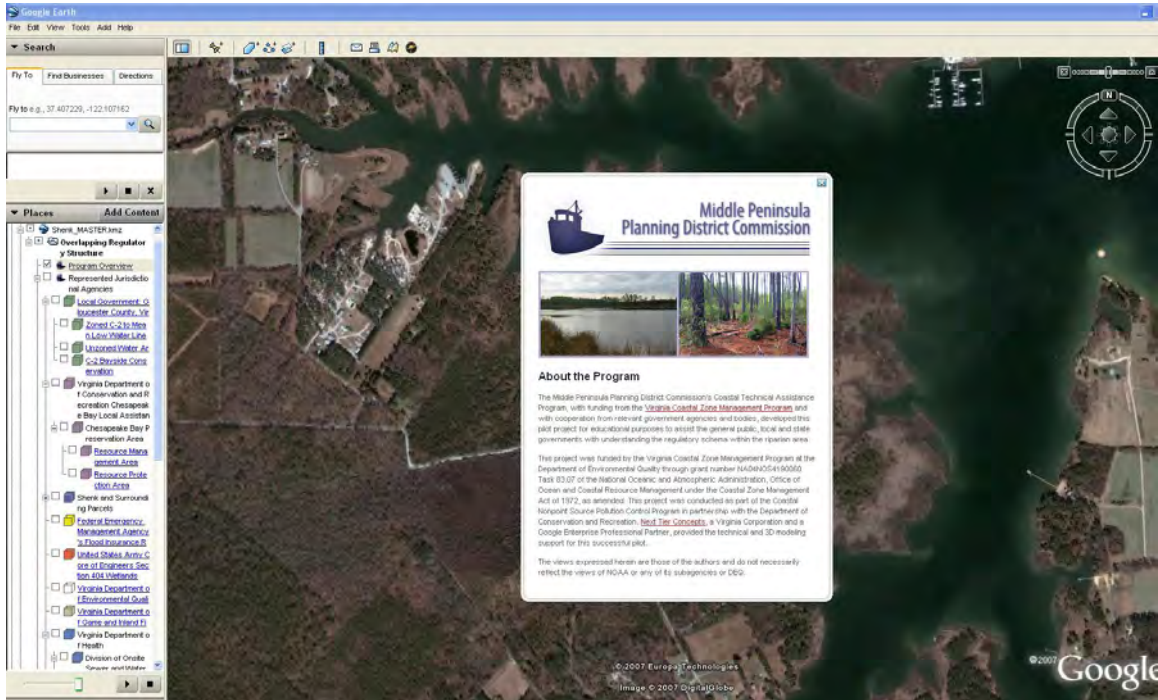 Google Earth
File Edit View Tools Add Help
Search
Fly To Find Businesses Directions
Fly to e.g., 37.407229, -122.107162
Places Add Content
Shenk_MASTER.kmz
Overlapping Regulator
y Structure
Program Overview
Represented Jurisdictio
nal Agencies
Local Government: G
loucester County, Vir
Zoned C-2 to Mea
n Low Water Line
Unzoned Water Ar
C-2 Bayside Cons
ervation
Virginia Department o
f Conservation and R
ecreation Chesapeak
e Bay Local Assistan
Chesapeake Bay P
reservation Area
Resource Mana
gement Area
Resource Prote
ction Area
Shenk and Surroundi
ng Parcels
Federal Emergency
Management Agency
's Flood Insurance R
United States Army C
ore of Engineers Sec
tion 404 Wetlands
Virginia Department o
f Environmental Quali
Virginia Department o
f Game and Inland Fi
Virginia Department o
f Health
Division of Onsite
Sewer and Water
N
Middle Peninsula
Planning District Commission
About the Program
The Middle Peninsula Planning District Commission's Coastal Technical Assistance
Program, with funding from the Virginia Coastal Zone Management Program and
with cooperation from relevant government agencies and bodies, developed this
pilot project for educational purposes to assist the general public, local and state
governments with understanding the regulatory schema within the riparian area.
This project was funded by the Virginia Coastal Zone Management Program at the
Department of Environmental Quality through grant number NA04NOS4190060
Task 83.07 of the National Oceanic and Atmospheric Administration, Office of
Ocean and Coastal Resource Management under the Coastal Zone Management
Act of 1972, as amended. This project was conducted as part of the Coastal
Nonpoint Source Pollution Control Program in partnership with the Department of
Conservation and Recreation. Next Tier Concepts, a Virginia Corporation and a
Google Enterprise Professional Partner, provided the technical and 3D modeling
support for this successful pilot.
The views expressed herein are those of the authors and do not necessarily
reflect the views of NOAA or any of its subagencies or DEQ.
© 2007 Europa Technologies
Image © 2007 DigitalGlobe
©2007 Google